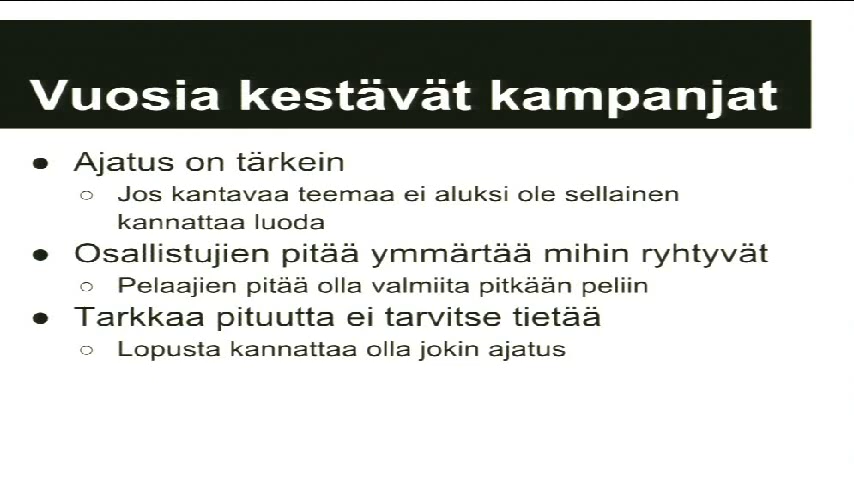 Vuosia kestävät kampanjat
● Ajatus on tärkein
○ Jos kantavaa teemaa ei aluksi ole sellainen
kannattaa luoda
● Osallistujien pitää ymmärtää mihin ryhtyvät
○ Pelaajien pitää olla valmiita pitkään peliin
● Tarkkaa pituutta ei tarvitse tietää
○ Lopusta kannattaa olla jokin ajatus